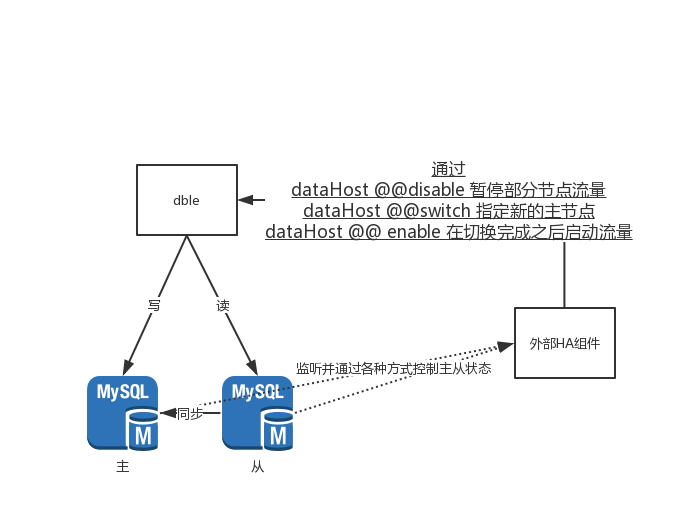 通过
dataHost @@disable 暂停部分节点流量
dataHost @@switch 指定新的主节点
dataHost @@ enable 在切换完成之后启动流量
dble
写
读
外部HA组件
监听并通过各种方式控制主从状态
MySQL
M
MySQL
M
同步
主
从